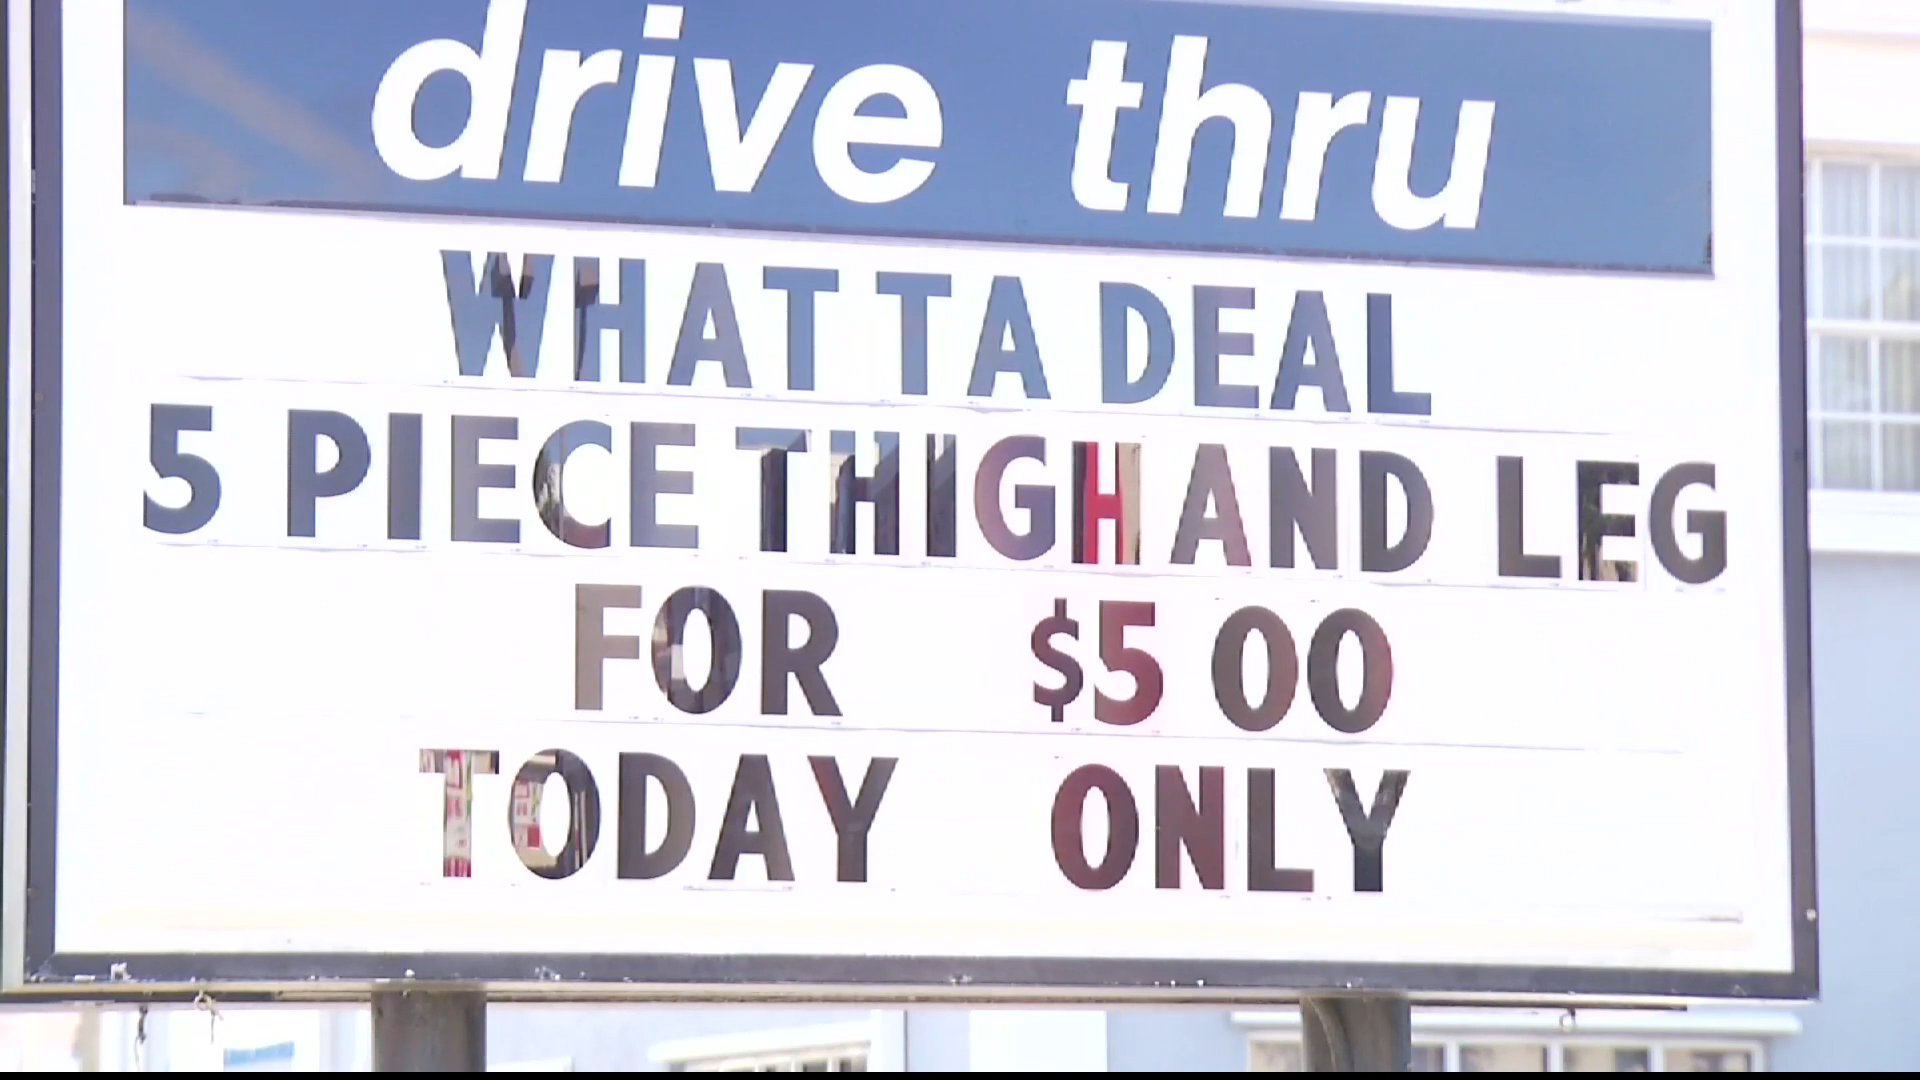 drive thru
WHAT TA DEAL
5 PIECE THIGH AND LEG
FOR $5 00
TODAY ONLY